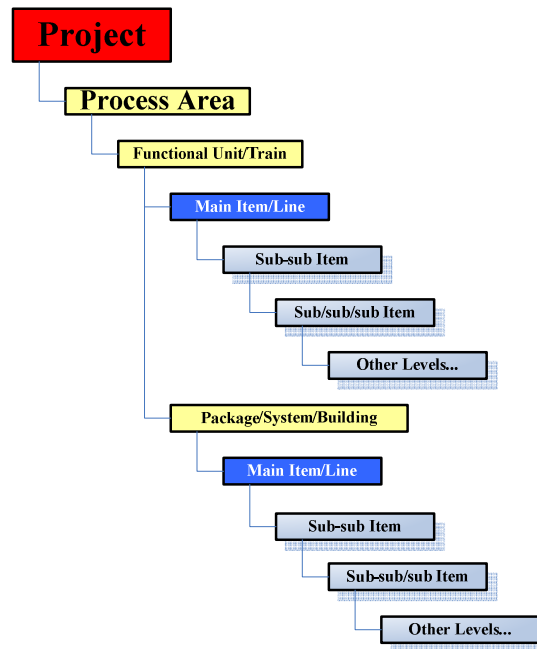 Project
Process Area
Functional Unit/Train
Main Item/Line
Sub-sub Item
Sub/sub/sub Item
Other Levels...
Package/System/Building
Main Item/Line
Sub-sub Item
Sub-sub/sub Item
Other Levels...